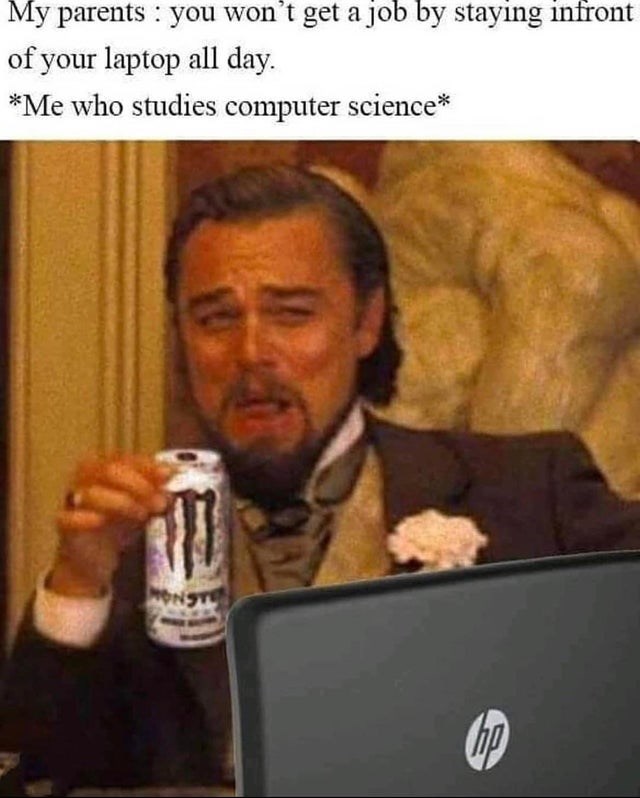 My parents : you won't get a job by staying infront
of your laptop all day.
*Me who studies computer science*
MONSTE
hp